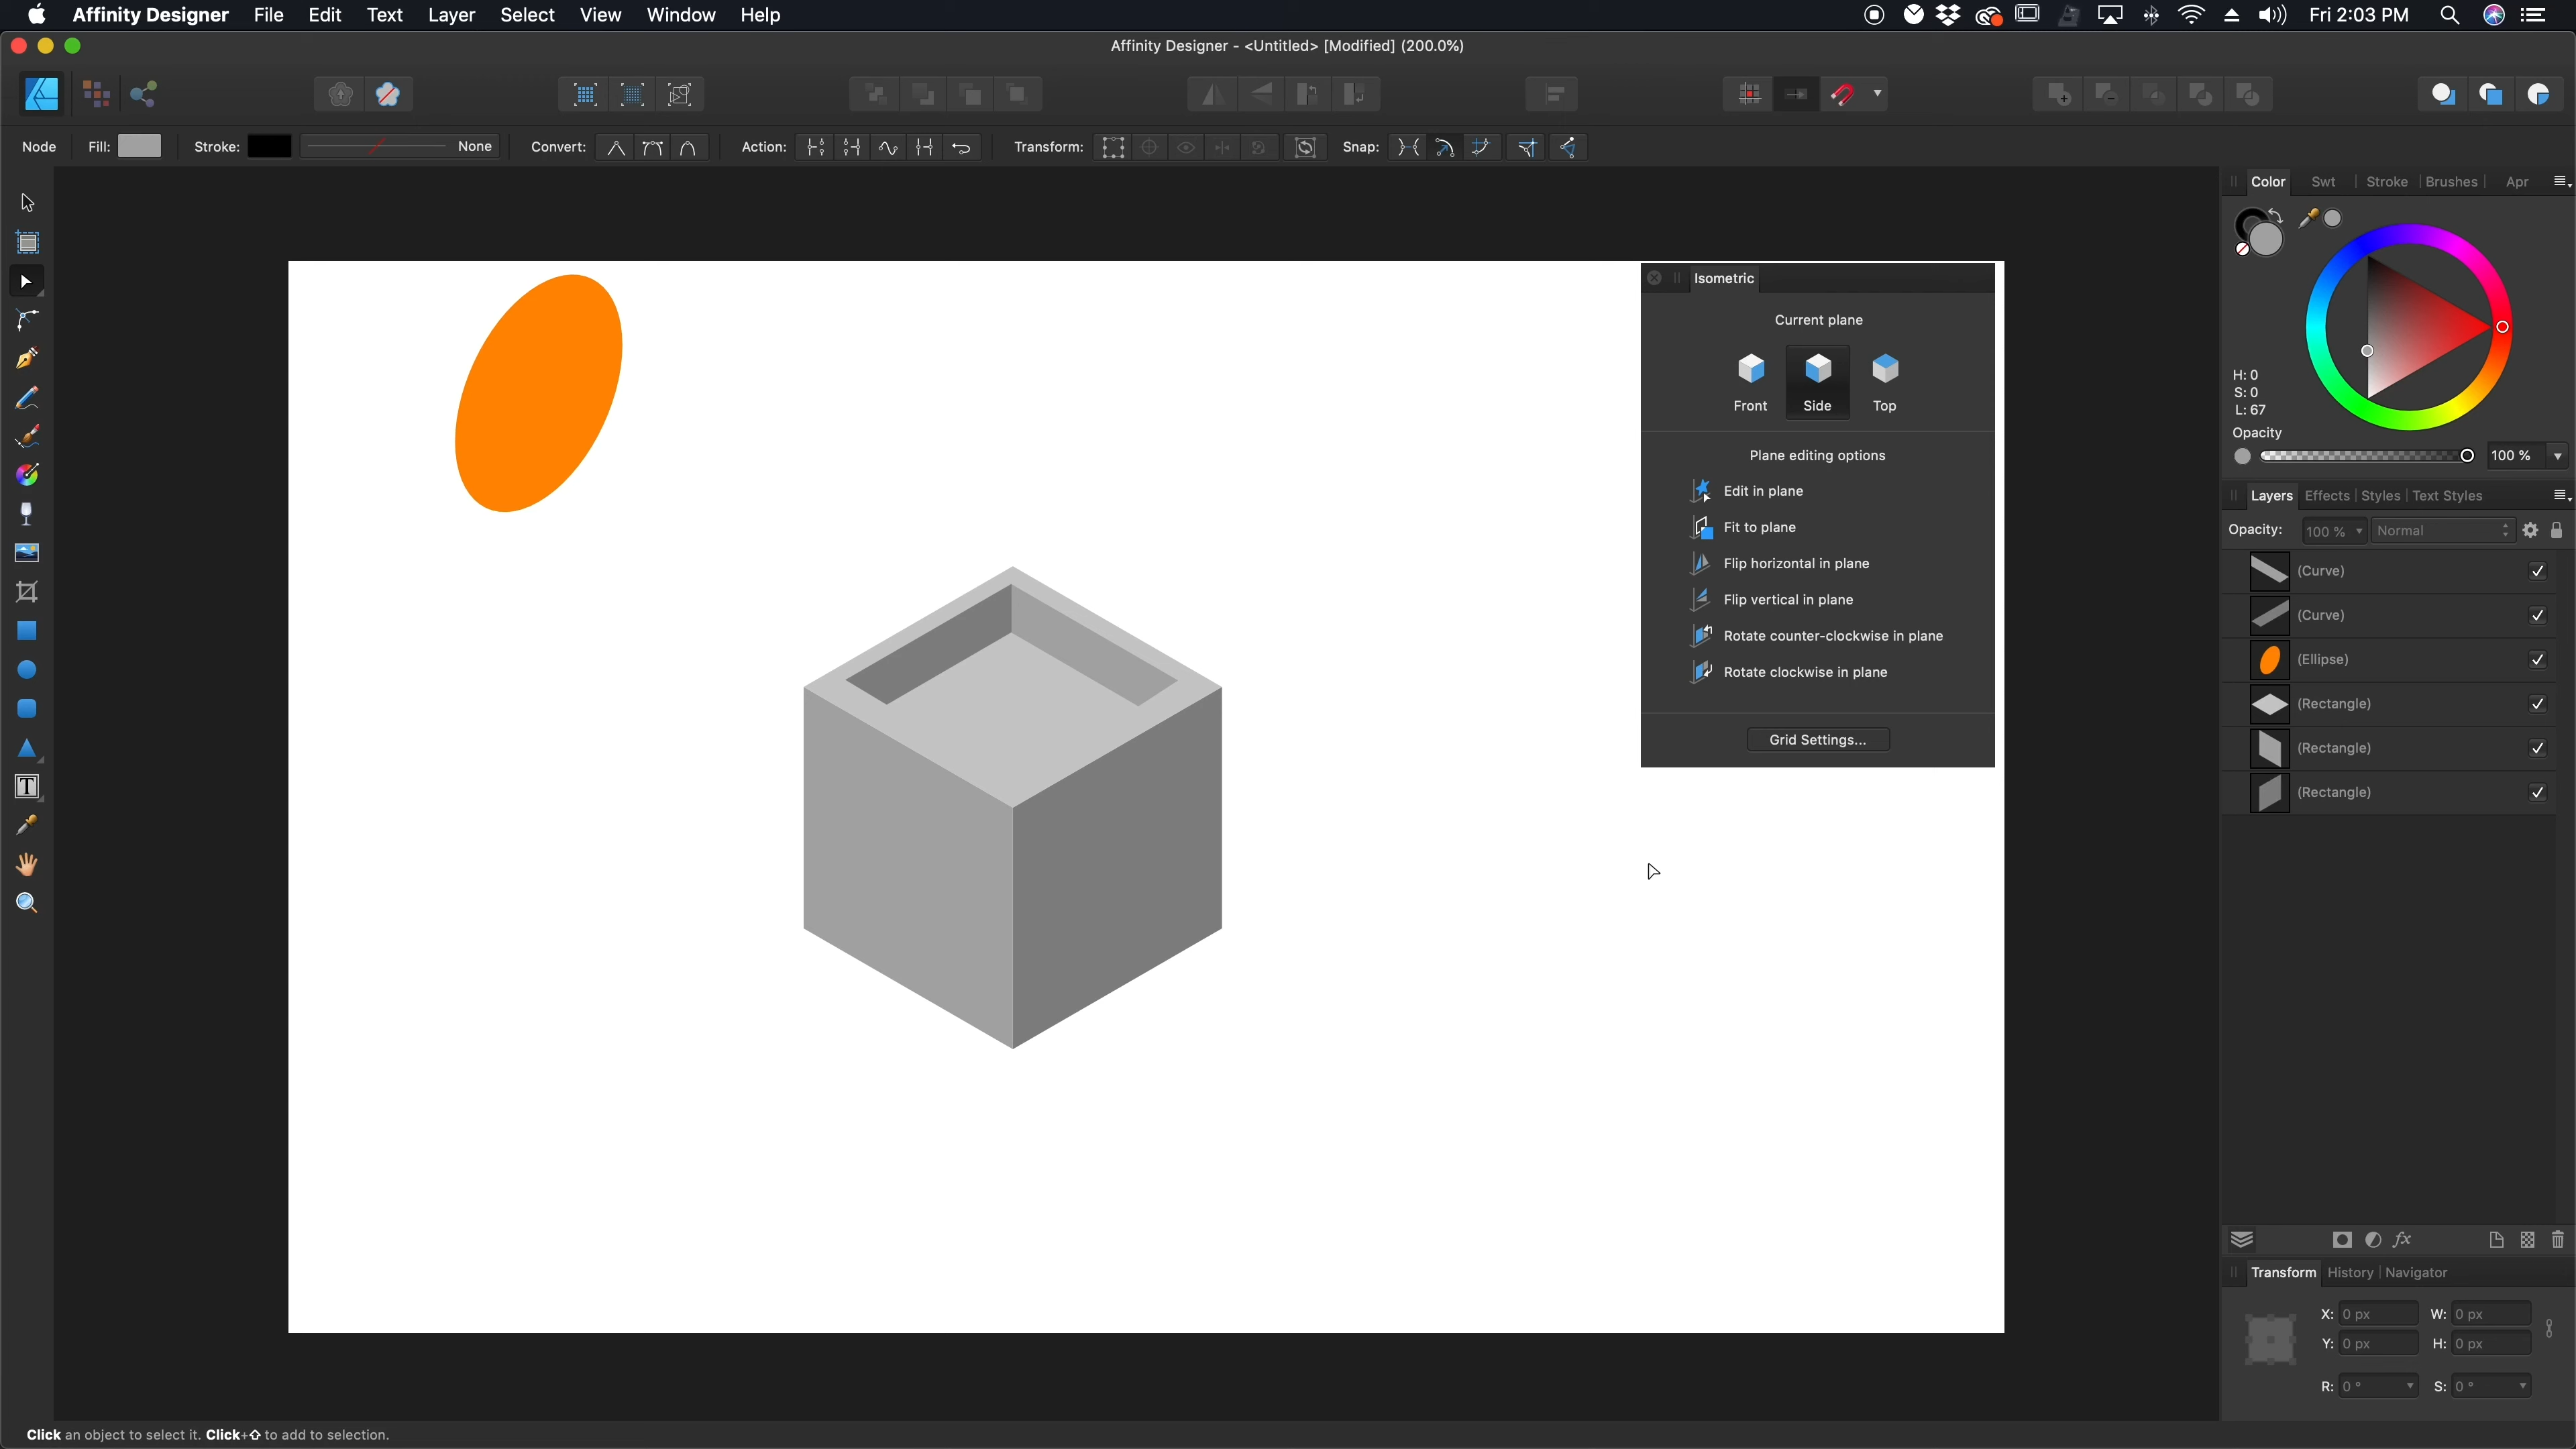 Affinity Designer File Edit Text Layer Select View Window Help Fri 2:03 PM
Affinity Designer - <Untitled> [Modified] (200.0%)
Node Fill: Stroke: None Convert: Action: Transform: Snap:
Color Swt Stroke Brushes Apr
H: 0
S: 0
L: 67
Opacity
100 %
Isometric
Current plane
Front Side Top
Plane editing options
Edit in plane
Fit to plane
Flip horizontal in plane
Flip vertical in plane
Rotate counter-clockwise in plane
Rotate clockwise in plane
Grid Settings...
Layers Effects Styles Text Styles
Opacity: 100 % Normal
(Curve)
(Curve)
(Ellipse)
(Rectangle)
(Rectangle)
(Rectangle)
fx
Transform History Navigator
X: 0 px W: 0 px
Y: 0 px H: 0 px
R: 0 ° S: 0 °
T
Click an object to select it. Click+⇧ to add to selection.